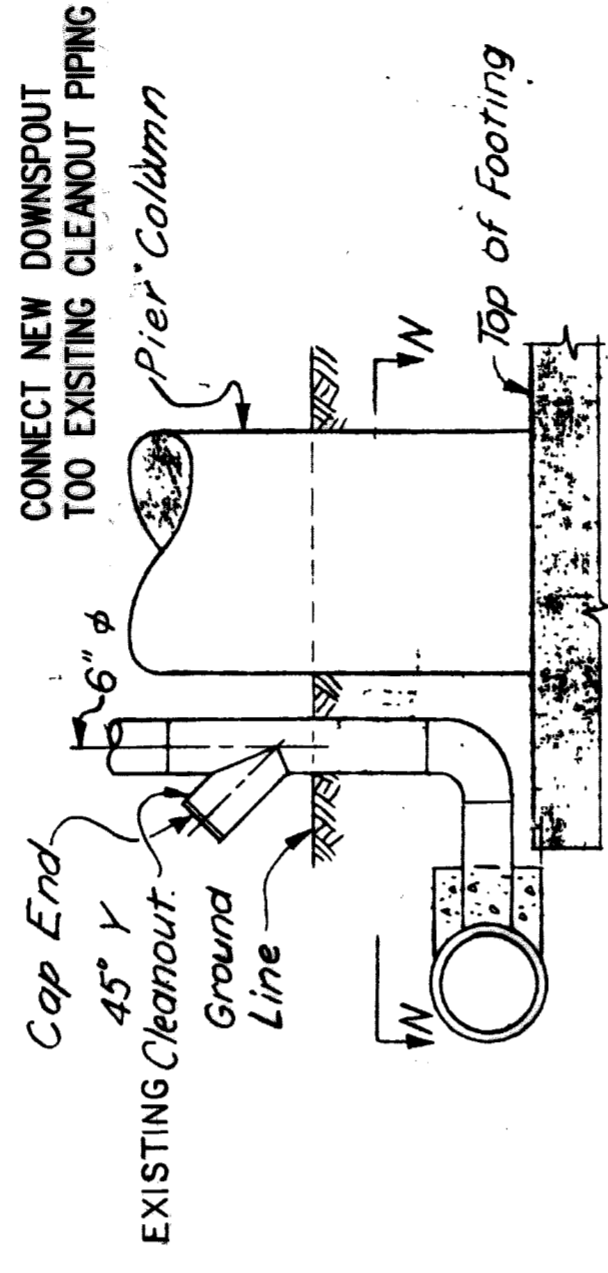 CONNECT NEW DOWNSPOUT
TOO EXISITING CLEANOUT PIPING
Pier Column
6" φ
Cap End
45° Y
EXISTING Cleanout.
Ground
Line
N
N
Top of Footing